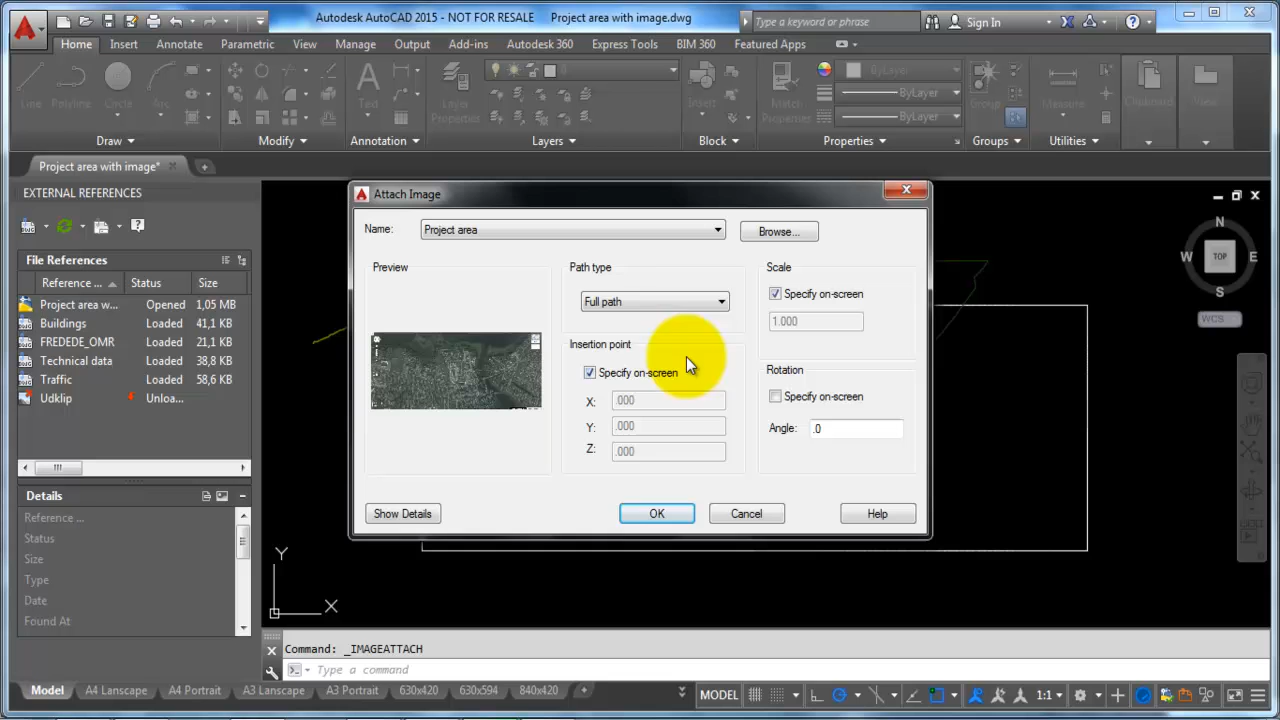 Autodesk AutoCAD 2015 - NOT FOR RESALE Project area with image.dwg
Type a keyword or phrase
Sign In
Home Insert Annotate Parametric View Manage Output Add-ins Autodesk 360 Express Tools BIM 360 Featured Apps
Line Polyline Circle Arc
Text
Layer
Properties
0
Insert
Match
Properties
ByLayer
ByLayer
ByLayer
Group
Measure
Clipboard
View
Draw Modify Annotation Layers Block Properties Groups Utilities
Project area with image*
EXTERNAL REFERENCES
File References
Reference ... Status Size
Project area w... Opened 1,05 MB
Buildings Loaded 41,1 KB
FREDEDE_OMR Loaded 21,1 KB
Technical data Loaded 38,8 KB
Traffic Loaded 58,6 KB
Udklip Unloa...
Details
Reference ...
Status
Size
Type
Date
Found At
Attach Image
Name: Project area Browse...
Preview
Path type
Full path
Insertion point
Specify on-screen
X: .000
Y: .000
Z: .000
Scale
Specify on-screen
1.000
Rotation
Specify on-screen
Angle: .0
Show Details OK Cancel Help
N
W TOP E
S
WCS
Y
X
Command: _IMAGEATTACH
Type a command
Model A4 Lanscape A4 Portrait A3 Lanscape A3 Portrait 630x420 630x594 840x420
MODEL 1:1